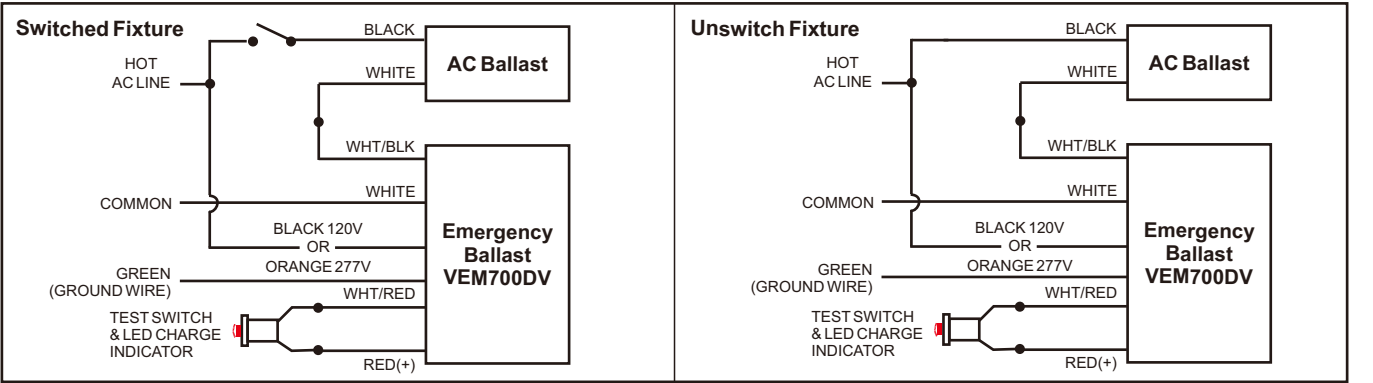 Switched Fixture
BLACK
HOT
AC LINE
WHITE
AC Ballast
WHT/BLK
WHITE
COMMON
BLACK 120V
OR
ORANGE 277V
Emergency
Ballast
VEM700DV
GREEN
(GROUND WIRE)
WHT/RED
TEST SWITCH
& LED CHARGE
INDICATOR
RED(+)
Unswitch Fixture
BLACK
HOT
AC LINE
WHITE
AC Ballast
WHT/BLK
WHITE
COMMON
BLACK 120V
OR
ORANGE 277V
Emergency
Ballast
VEM700DV
GREEN
(GROUND WIRE)
WHT/RED
TEST SWITCH
& LED CHARGE
INDICATOR
RED(+)